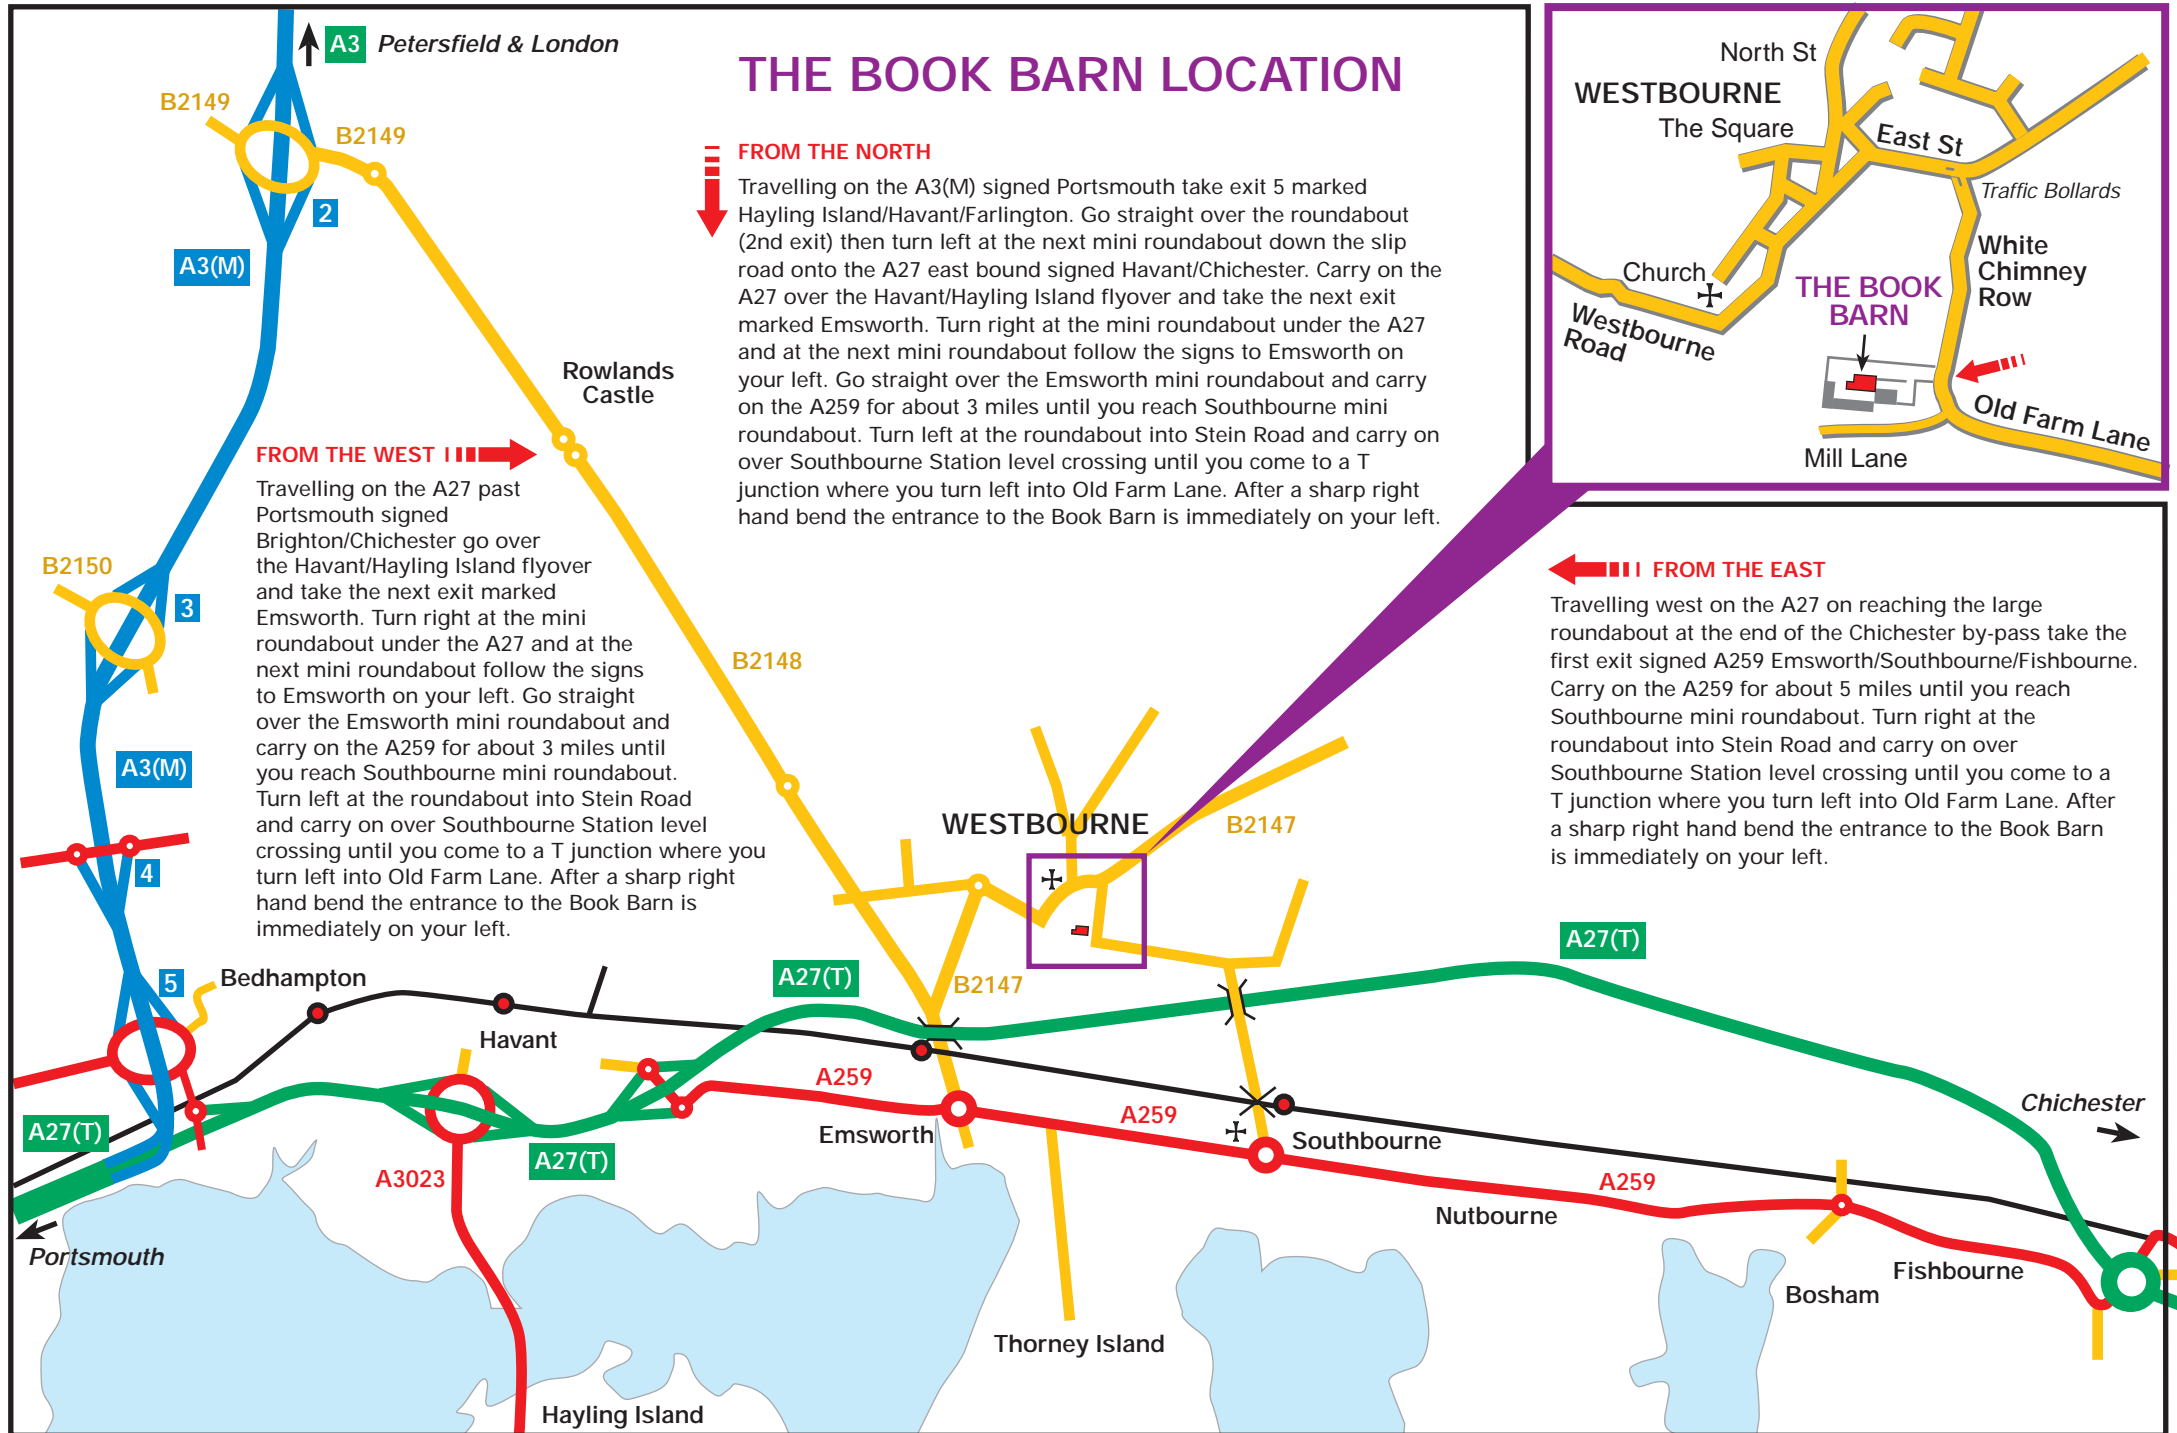 A3
Petersfield & London
THE BOOK BARN LOCATION
B2149
B2149
2
A3(M)
FROM THE NORTH
Travelling on the A3(M) signed Portsmouth take exit 5 marked
Hayling Island/Havant/Farlington. Go straight over the roundabout
(2nd exit) then turn left at the next mini roundabout down the slip
road onto the A27 east bound signed Havant/Chichester. Carry on the
A27 over the Havant/Hayling Island flyover and take the next exit
marked Emsworth. Turn right at the mini roundabout under the A27
and at the next mini roundabout follow the signs to Emsworth on
your left. Go straight over the Emsworth mini roundabout and carry
on the A259 for about 3 miles until you reach Southbourne mini
roundabout. Turn left at the roundabout into Stein Road and carry on
over Southbourne Station level crossing until you come to a T
junction where you turn left into Old Farm Lane. After a sharp right
hand bend the entrance to the Book Barn is immediately on your left.
North St
WESTBOURNE
The Square
East St
Traffic Bollards
White
Chimney
Row
Church
THE BOOK
BARN
Westbourne
Road
Old Farm Lane
Mill Lane
Rowlands
Castle
FROM THE WEST
Travelling on the A27 past
Portsmouth signed
Brighton/Chichester go over
the Havant/Hayling Island flyover
and take the next exit marked
Emsworth. Turn right at the mini
roundabout under the A27 and at the
next mini roundabout follow the signs
to Emsworth on your left. Go straight
over the Emsworth mini roundabout and
carry on the A259 for about 3 miles until
you reach Southbourne mini roundabout.
Turn left at the roundabout into Stein Road
and carry on over Southbourne Station level
crossing until you come to a T junction where you
turn left into Old Farm Lane. After a sharp right
hand bend the entrance to the Book Barn is
immediately on your left.
FROM THE EAST
Travelling west on the A27 on reaching the large
roundabout at the end of the Chichester by-pass take the
first exit signed A259 Emsworth/Southbourne/Fishbourne.
Carry on the A259 for about 5 miles until you reach
Southbourne mini roundabout. Turn right at the
roundabout into Stein Road and carry on over
Southbourne Station level crossing until you come to a
T junction where you turn left into Old Farm Lane. After
a sharp right hand bend the entrance to the Book Barn
is immediately on your left.
B2150
3
B2148
A3(M)
4
WESTBOURNE
B2147
A27(T)
5
Bedhampton
A27(T)
B2147
Havant
A259
A259
Chichester
A27(T)
Emsworth
Southbourne
A27(T)
A3023
A259
Nutbourne
Portsmouth
Fishbourne
Bosham
Thorney Island
Hayling Island